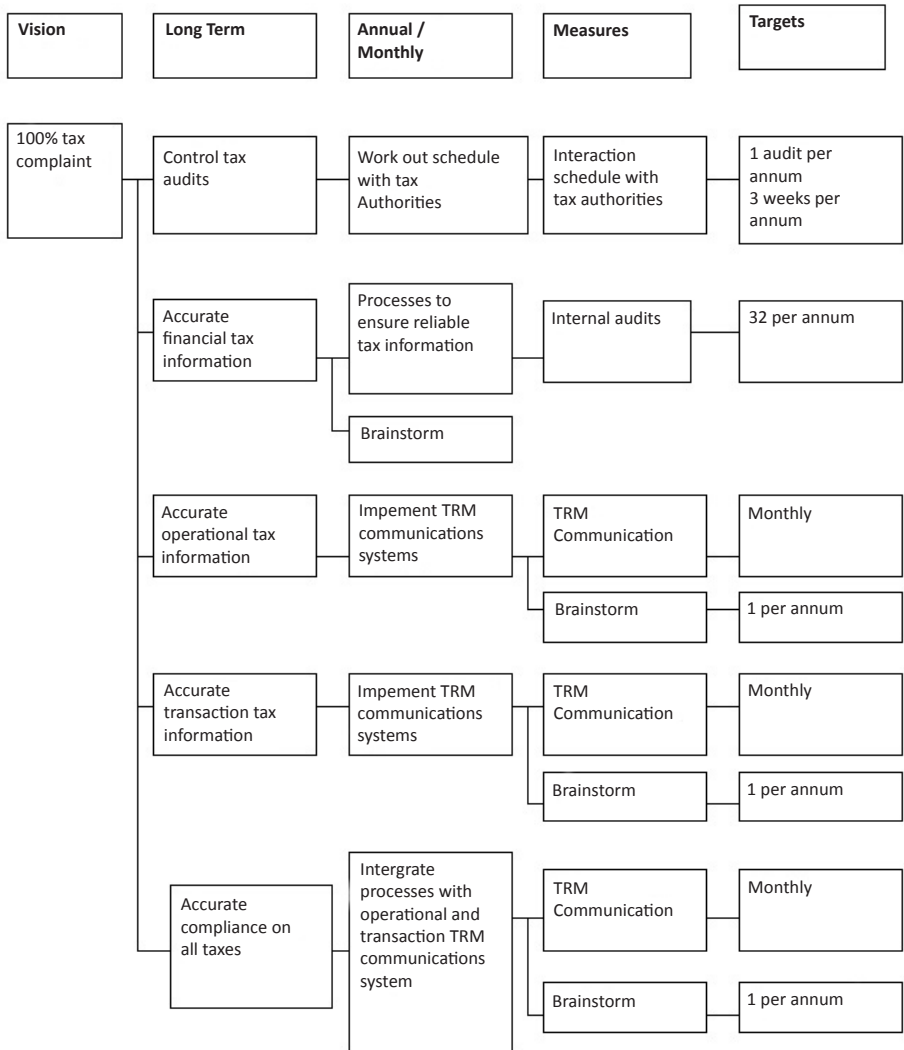 Vision
Long Term
Annual /
Monthly
Measures
Targets
100% tax
complaint
Control tax
audits
Work out schedule
with tax
Authorities
Interaction
schedule with
tax authorities
1 audit per
annum
3 weeks per
annum
Accurate
financial tax
information
Processes to
ensure reliable
tax information
Internal audits
32 per annum
Brainstorm
Accurate
operational tax
information
Impement TRM
communications
systems
TRM
Communication
Monthly
Brainstorm
1 per annum
Accurate
transaction tax
information
Impement TRM
communications
systems
TRM
Communication
Monthly
Brainstorm
1 per annum
Accurate
compliance on
all taxes
Intergrate
processes with
operational and
transaction TRM
communications
system
TRM
Communication
Monthly
Brainstorm
1 per annum